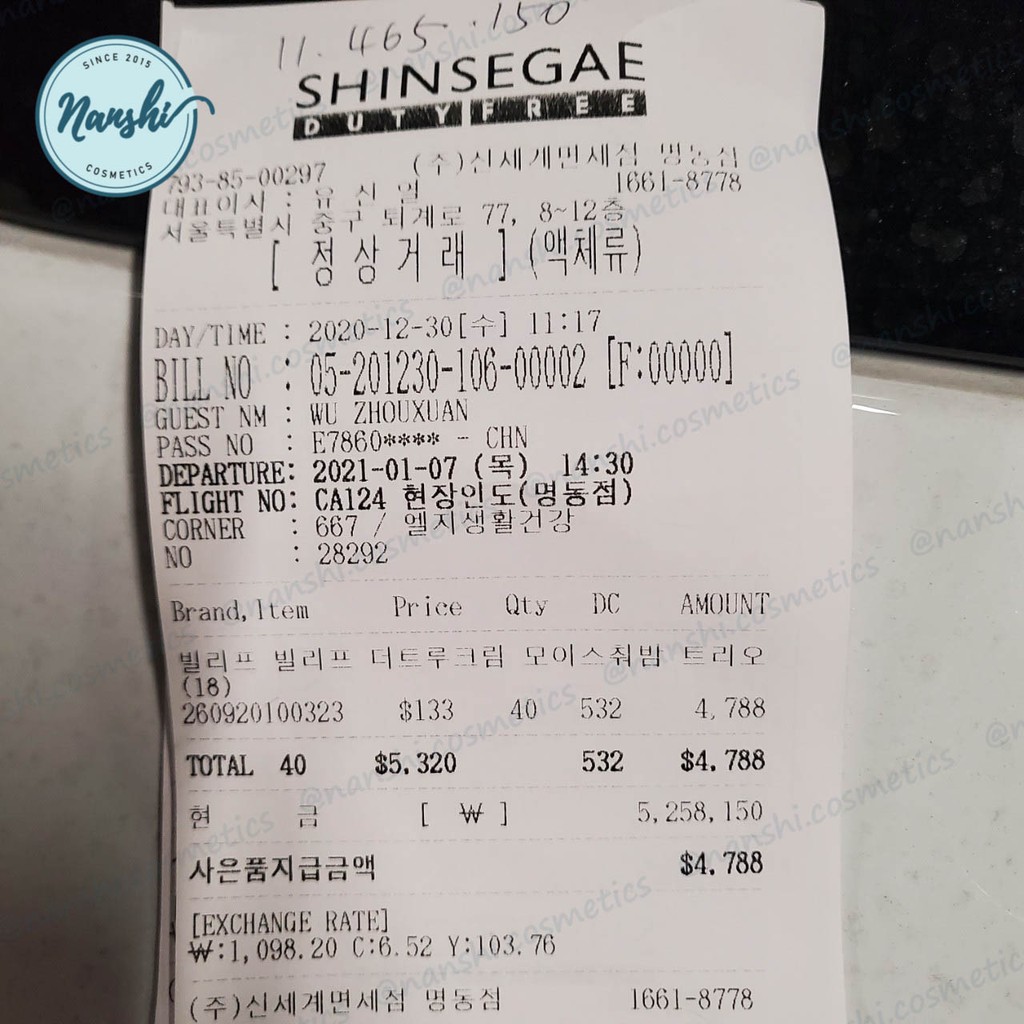 11.465.150
SHINSEGAE
DUTY FREE
SINCE 2015
Nanshi
COSMETICS
793-85-00297 (주)신세계면세점 명동점
대표이사 : 유 신 열 1661-8778
서울특별시 중구 퇴계로 77, 8~12층
[ 정 상 거 래 ] (액체류)
DAY/TIME : 2020-12-30[수] 11:17
BILL NO : 05-201230-106-00002 [F:00000]
GUEST NM : WU ZHOUXUAN
PASS NO : E7860**** - CHN
DEPARTURE: 2021-01-07 (목) 14:30
FLIGHT NO: CA124 현장인도(명동점)
CORNER : 667 / 엘지생활건강
NO : 28292
Brand,Item Price Qty DC AMOUNT
빌리프 빌리프 더트루크림 모이스춰밤 트리오
(18)
260920100323 $133 40 532 4,788
TOTAL 40 $5,320 532 $4,788
현 금 [ ₩ ] 5,258,150
사은품지급금액 $4,788
[EXCHANGE RATE]
₩:1,098.20 C:6.52 Y:103.76
(주)신세계면세점 명동점 1661-8778
@nanshi.cosmetics